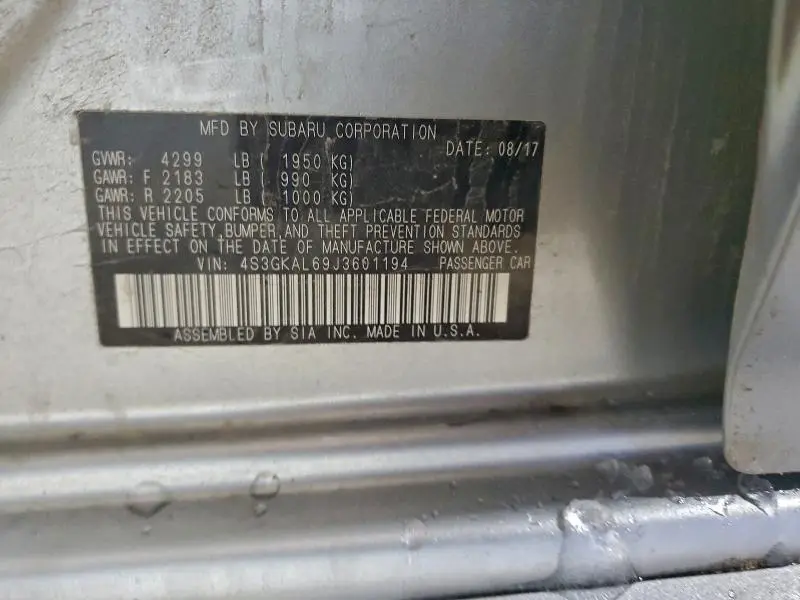 MFD BY SUBARU CORPORATION
DATE: 08/17
GVWR: 4299 LB ( 1950 KG)
GAWR: F 2183 LB ( 990 KG)
GAWR: R 2205 LB ( 1000 KG)
THIS VEHICLE CONFORMS TO ALL APPLICABLE FEDERAL MOTOR
VEHICLE SAFETY, BUMPER, AND THEFT PREVENTION STANDARDS
IN EFFECT ON THE DATE OF MANUFACTURE SHOWN ABOVE.
VIN: 4S3GKAL69J3601194 PASSENGER CAR
ASSEMBLED BY SIA INC. MADE IN U.S.A.